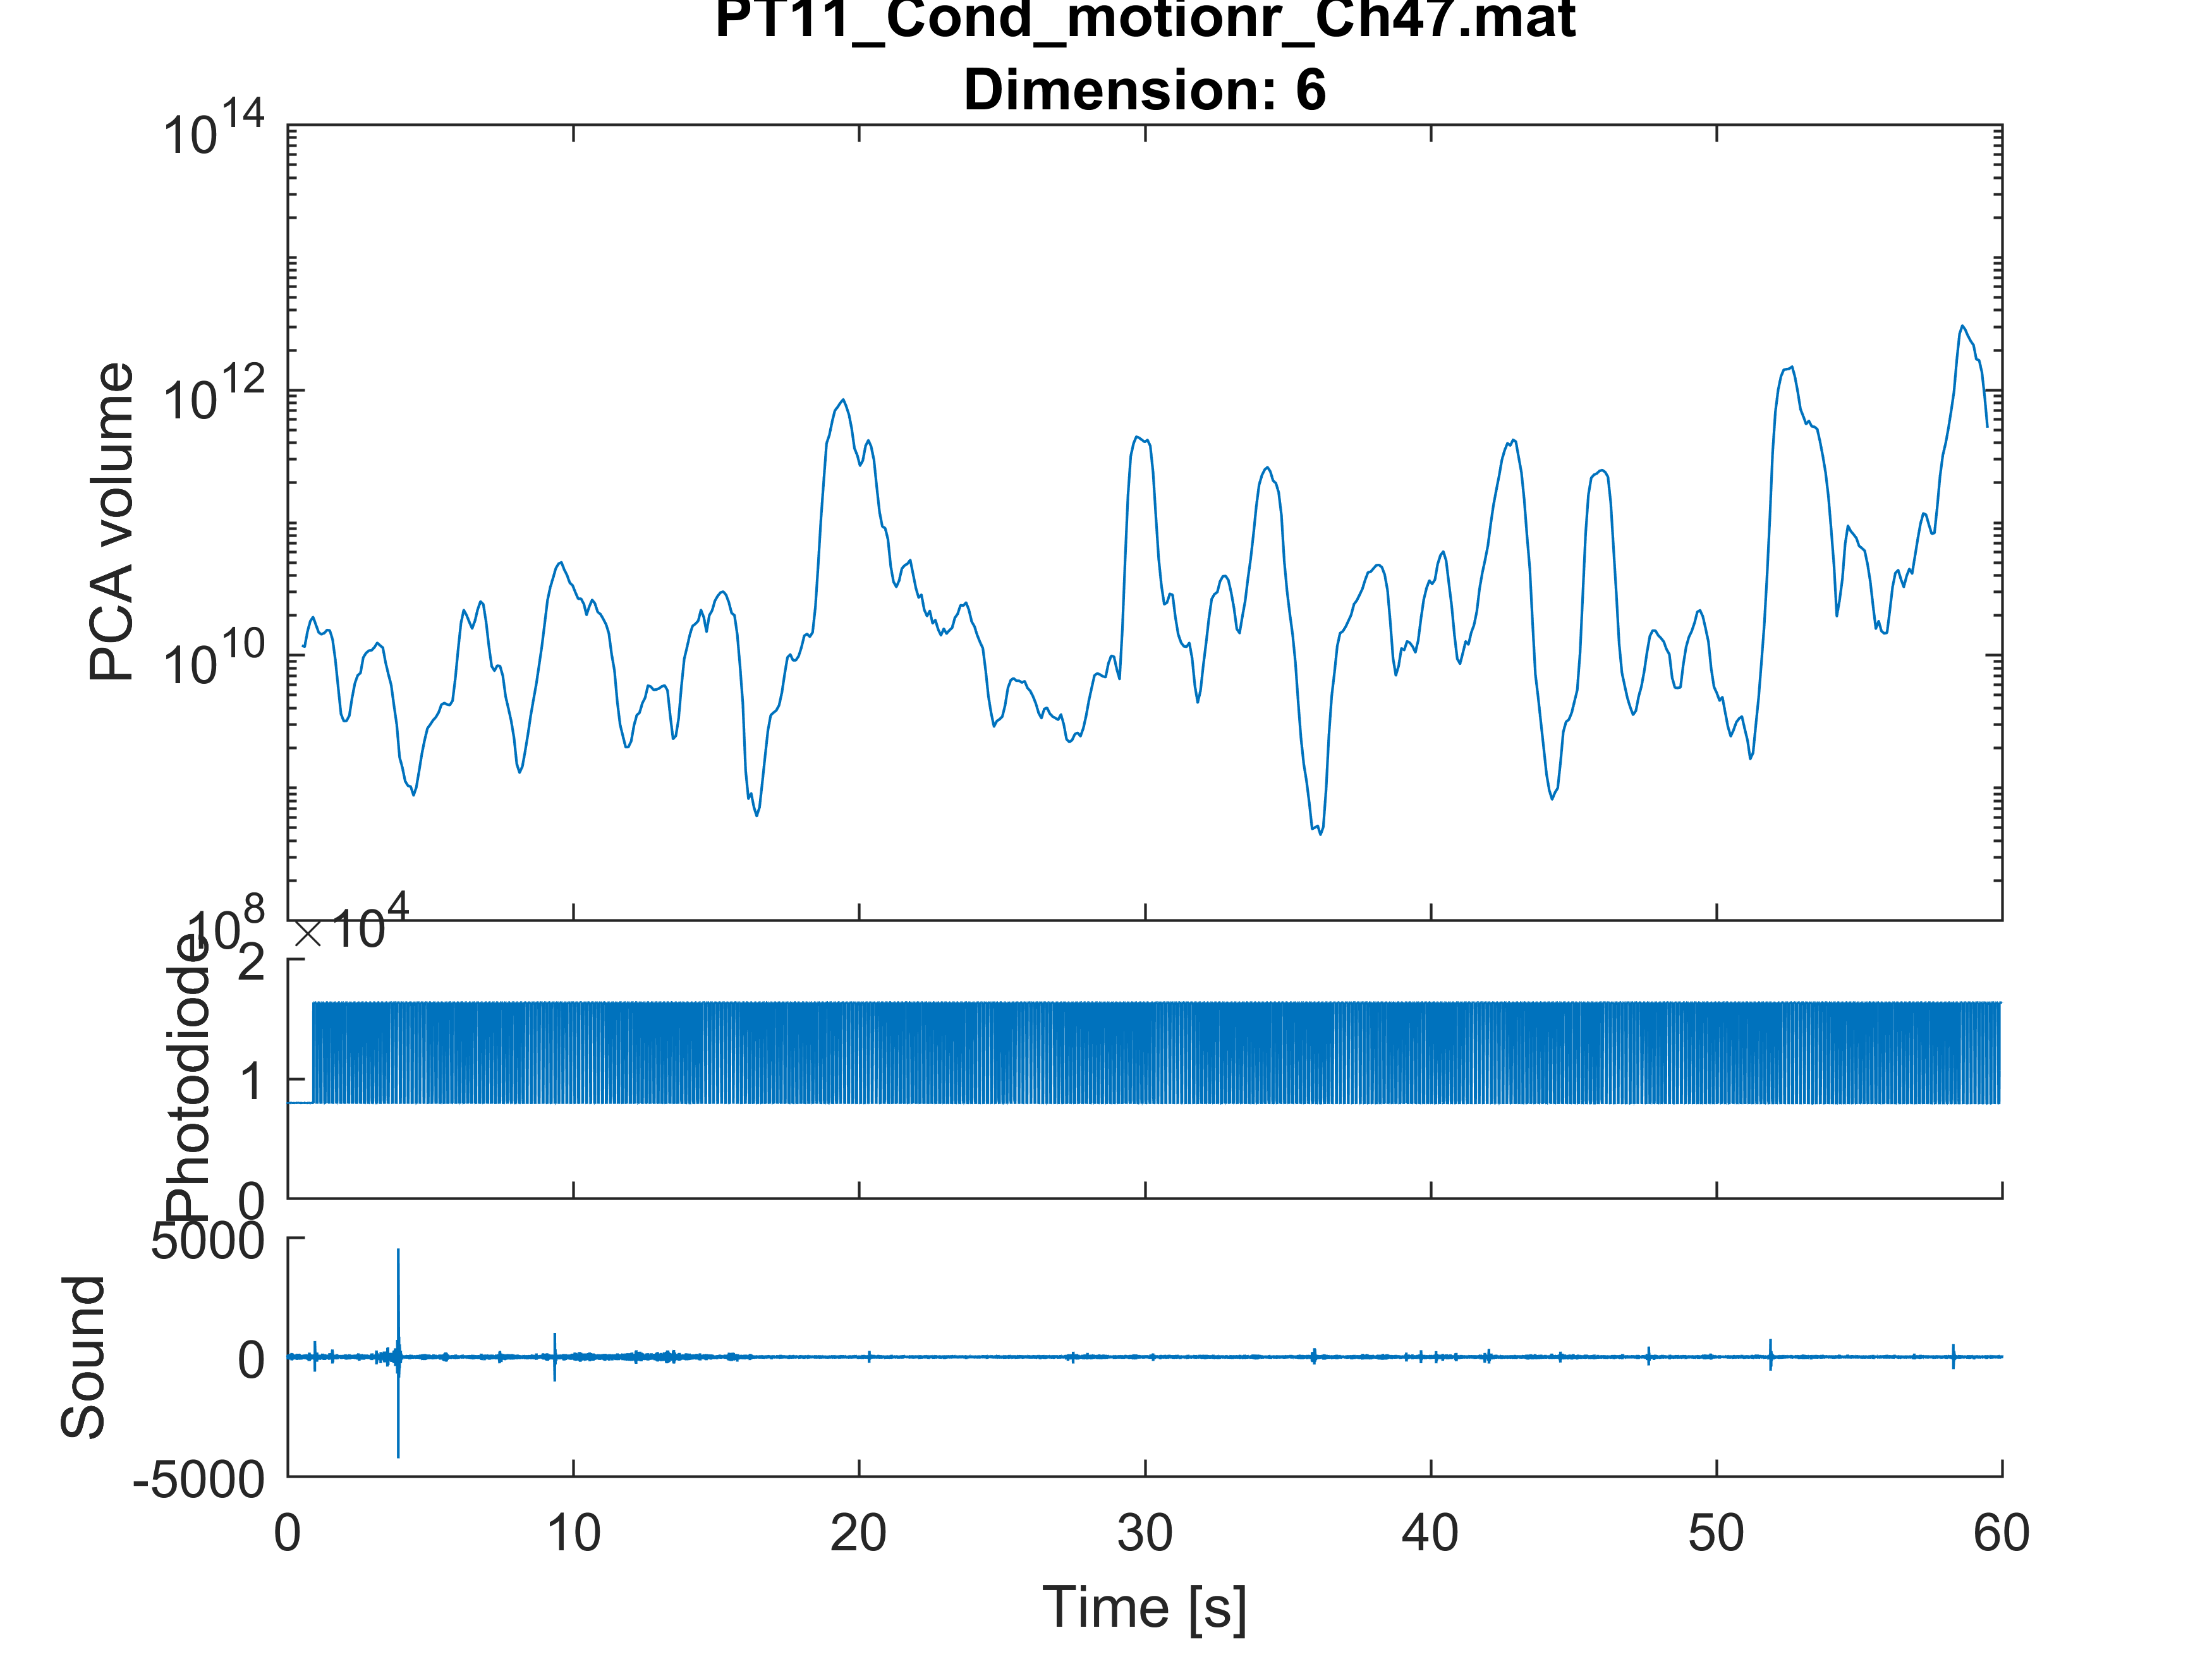 PT11_Cond_motionr_Ch47.mat
Dimension: 6
10^14
10^12
10^10
10^8
PCA volume
× 10^4
2
1
0
Photodiode
5000
0
-5000
Sound
0 10 20 30 40 50 60
Time [s]